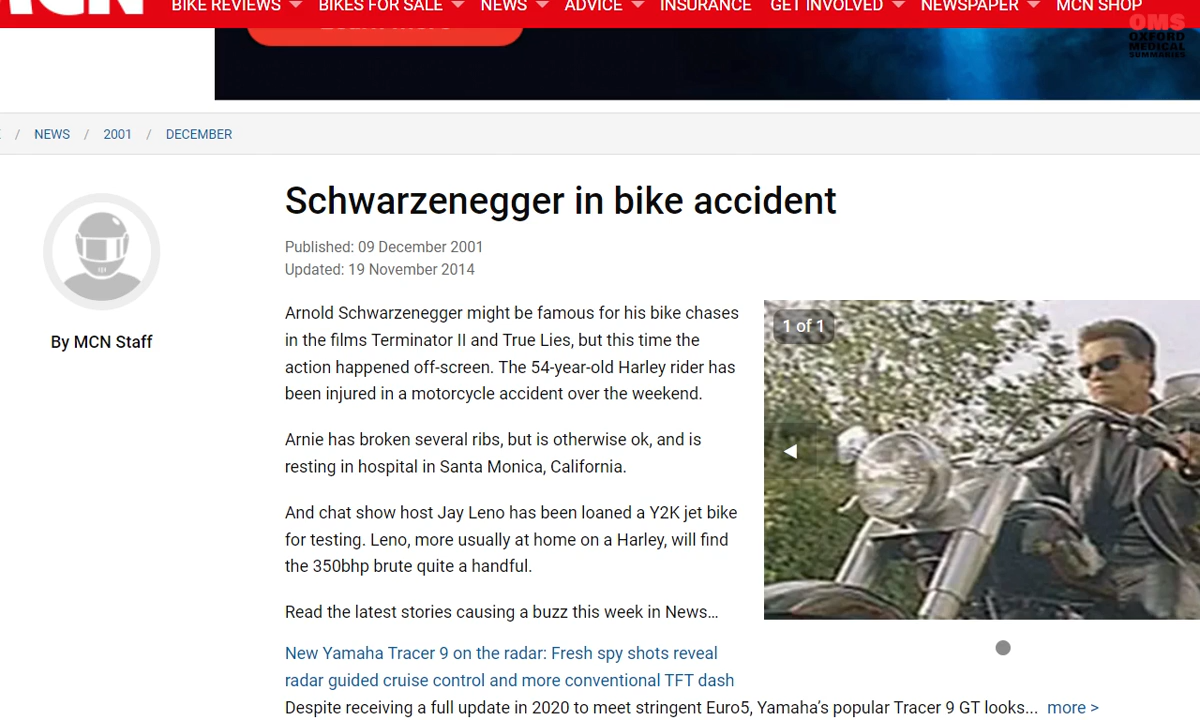 MCN
BIKE REVIEWS BIKES FOR SALE NEWS ADVICE INSURANCE GET INVOLVED NEWSPAPER MCN SHOP
OMS
OXFORD
MEDICAL
SUMMARIES
/ NEWS / 2001 / DECEMBER
Schwarzenegger in bike accident
Published: 09 December 2001
Updated: 19 November 2014
By MCN Staff
Arnold Schwarzenegger might be famous for his bike chases
in the films Terminator II and True Lies, but this time the
action happened off-screen. The 54-year-old Harley rider has
been injured in a motorcycle accident over the weekend.
1 of 1
Arnie has broken several ribs, but is otherwise ok, and is
resting in hospital in Santa Monica, California.
And chat show host Jay Leno has been loaned a Y2K jet bike
for testing. Leno, more usually at home on a Harley, will find
the 350bhp brute quite a handful.
Read the latest stories causing a buzz this week in News…
New Yamaha Tracer 9 on the radar: Fresh spy shots reveal
radar guided cruise control and more conventional TFT dash
Despite receiving a full update in 2020 to meet stringent Euro5, Yamaha's popular Tracer 9 GT looks... more >